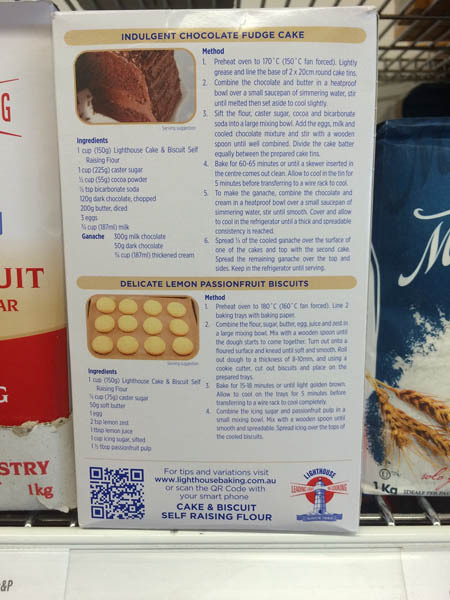 INDULGENT CHOCOLATE FUDGE CAKE
Serving suggestion
Ingredients
1 cup (150g) Lighthouse Cake & Biscuit Self
Raising Flour
1 cup (225g) caster sugar
½ cup (55g) cocoa powder
½ tsp bicarbonate soda
120g dark chocolate, chopped
200g butter, diced
3 eggs
¾ cup (187ml) milk
Ganache 300g milk chocolate
50g dark chocolate
¾ cup (187ml) thickened cream
Method
1. Preheat oven to 170˚C (150˚C fan forced). Lightly
grease and line the base of 2 x 20cm round cake tins.
2. Combine the chocolate and butter in a heatproof
bowl over a small saucepan of simmering water, stir
until melted then set aside to cool slightly.
3. Sift the flour, caster sugar, cocoa and bicarbonate
soda into a large mixing bowl. Add the eggs, milk and
cooled chocolate mixture and stir with a wooden
spoon until well combined. Divide the cake batter
equally between the prepared cake tins.
4. Bake for 60-65 minutes or until a skewer inserted in
the centre comes out clean. Allow to cool in the tin for
5 minutes before transferring to a wire rack to cool.
5. To make the ganache, combine the chocolate and
cream in a heatproof bowl over a small saucepan of
simmering water, stir until smooth. Cover and allow
to cool in the refrigerator until a thick and spreadable
consistency is reached.
6. Spread ½ of the cooled ganache over the surface of
one of the cakes and top with the second cake.
Spread the remaining ganache over the top and
sides. Keep in the refrigerator until serving.
DELICATE LEMON PASSIONFRUIT BISCUITS
Serving suggestion
Ingredients
1 cup (150g) Lighthouse Cake & Biscuit Self
Raising Flour
⅓ cup (75g) caster sugar
50g soft butter
1 egg
2 tsp lemon zest
1 tbsp lemon juice
1 cup icing sugar, sifted
1 ½ tbsp passionfruit pulp
Method
1. Preheat oven to 180˚C (160˚C fan forced). Line 2
baking trays with baking paper.
2. Combine the flour, sugar, butter, egg, juice and zest in
a large mixing bowl. Mix with a wooden spoon until
the dough starts to come together. Turn out onto a
floured surface and knead until soft and smooth. Roll
out dough to a thickness of 8-10mm, and using a
cookie cutter, cut out biscuits and place on the
prepared trays.
3. Bake for 15-18 minutes or until light golden brown.
Allow to cool on the trays for 5 minutes before
transferring to a wire rack to cool completely.
4. Combine the icing sugar and passionfruit pulp in a
small mixing bowl. Mix with a wooden spoon until
smooth and spreadable. Spread icing over the tops of
the cooled biscuits.
For tips and variations visit
www.lighthousebaking.com.au
or scan the QR Code with
your smart phone
CAKE & BISCUIT
SELF RAISING FLOUR
LIGHTHOUSE
LEADING IN COOKING
G
UIT
AR
G
STRY
1kg
M
solo
1Kg
IDEALE PER
&P